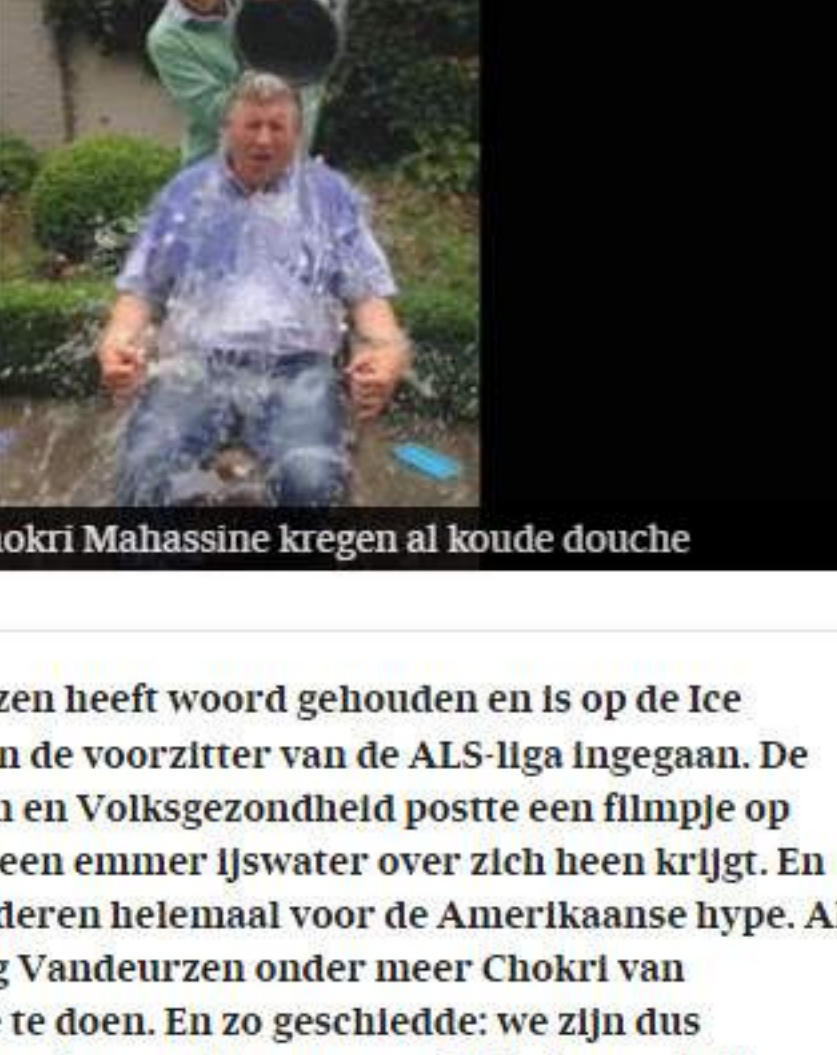 okri Mahassine kregen al koude douche
zen heeft woord gehouden en is op de Ice
n de voorzitter van de ALS-liga ingegaan. De
n en Volksgezondheid postte een filmpje op
een emmer ijswater over zich heen krijgt. En
deren helemaal voor de Amerikaanse hype. Al
g Vandeurzen onder meer Chokri van
te doen. En zo geschiedde: we zijn dus